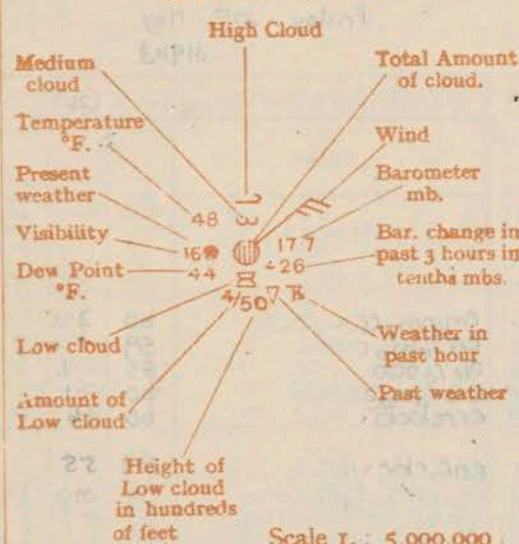 High Cloud
Medium
cloud
Total Amount
of cloud.
Temperature
°F.
Wind
Present
weather
Barometer
mb.
Visibility
Bar. change in
past 3 hours in
tenths mbs.
Dew Point
°F.
48
16
17 7
44
+26
4/50
Low cloud
Weather in
past hour
Amount of
Low cloud
Past weather
Height of
Low cloud
in hundreds
of feet
Scale 1 : 5,000,000